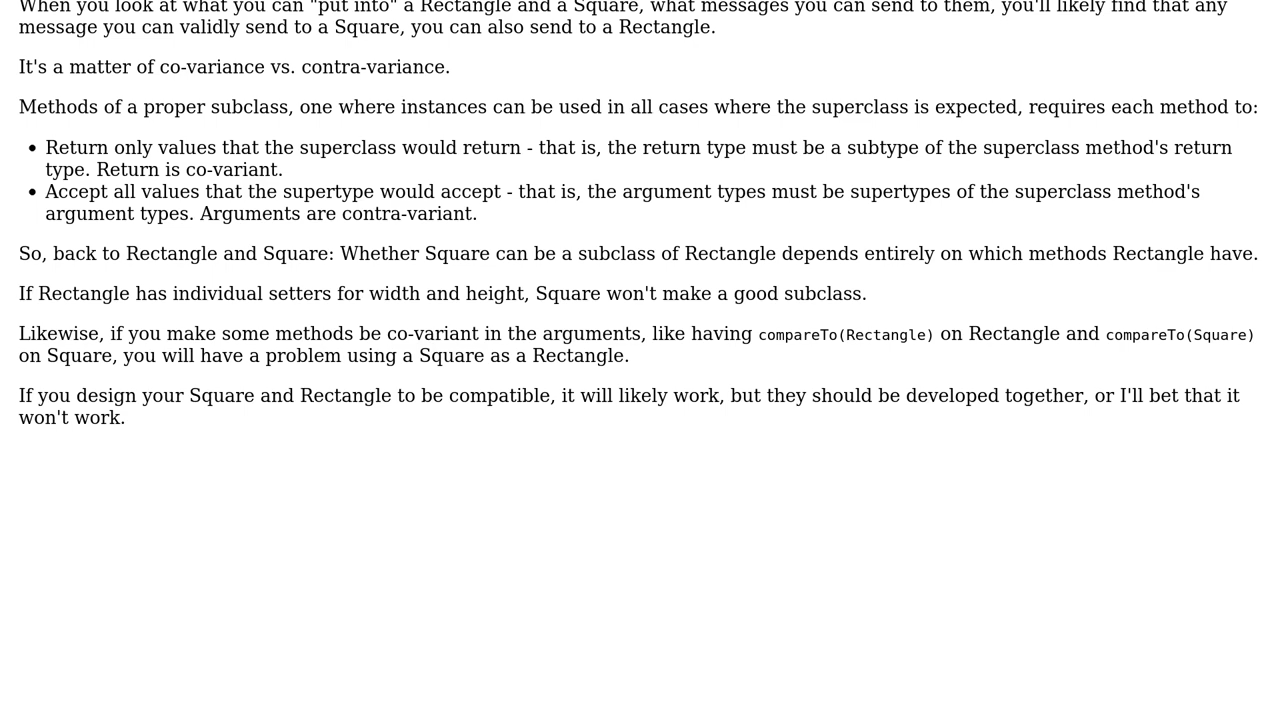 When you look at what you can "put into" a Rectangle and a Square, what messages you can send to them, you'll likely find that any
message you can validly send to a Square, you can also send to a Rectangle.
It's a matter of co-variance vs. contra-variance.
Methods of a proper subclass, one where instances can be used in all cases where the superclass is expected, requires each method to:
• Return only values that the superclass would return - that is, the return type must be a subtype of the superclass method's return
type. Return is co-variant.
• Accept all values that the supertype would accept - that is, the argument types must be supertypes of the superclass method's
argument types. Arguments are contra-variant.
So, back to Rectangle and Square: Whether Square can be a subclass of Rectangle depends entirely on which methods Rectangle have.
If Rectangle has individual setters for width and height, Square won't make a good subclass.
Likewise, if you make some methods be co-variant in the arguments, like having compareTo(Rectangle) on Rectangle and compareTo(Square)
on Square, you will have a problem using a Square as a Rectangle.
If you design your Square and Rectangle to be compatible, it will likely work, but they should be developed together, or I'll bet that it
won't work.